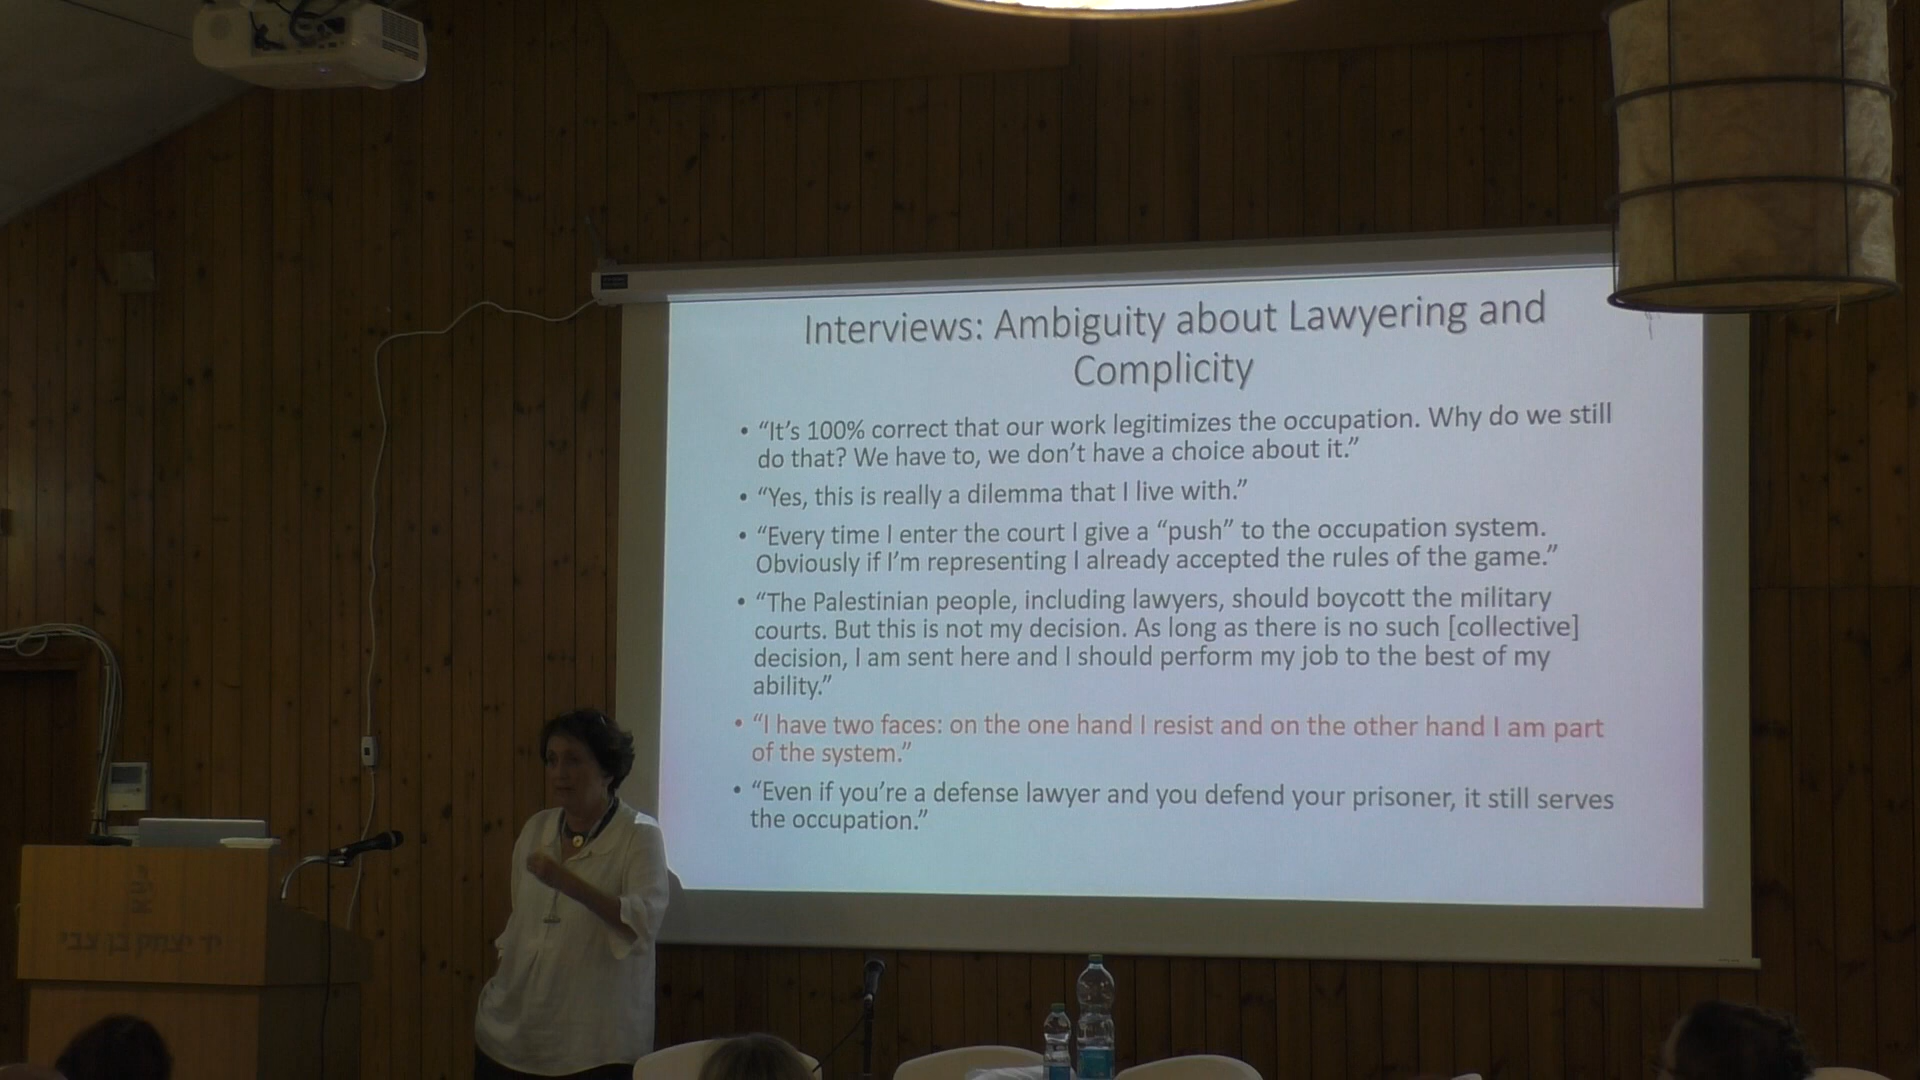 Interviews: Ambiguity about Lawyering and
Complicity
• “It’s 100% correct that our work legitimizes the occupation. Why do we still
do that? We have to, we don’t have a choice about it.”
• “Yes, this is really a dilemma that I live with.”
• “Every time I enter the court I give a “push” to the occupation system.
Obviously if I’m representing I already accepted the rules of the game.”
• “The Palestinian people, including lawyers, should boycott the military
courts. But this is not my decision. As long as there is no such [collective]
decision, I am sent here and I should perform my job to the best of my
ability.”
• “I have two faces: on the one hand I resist and on the other hand I am part
of the system.”
• “Even if you’re a defense lawyer and you defend your prisoner, it still serves
the occupation.”
יד יצחק בן צבי